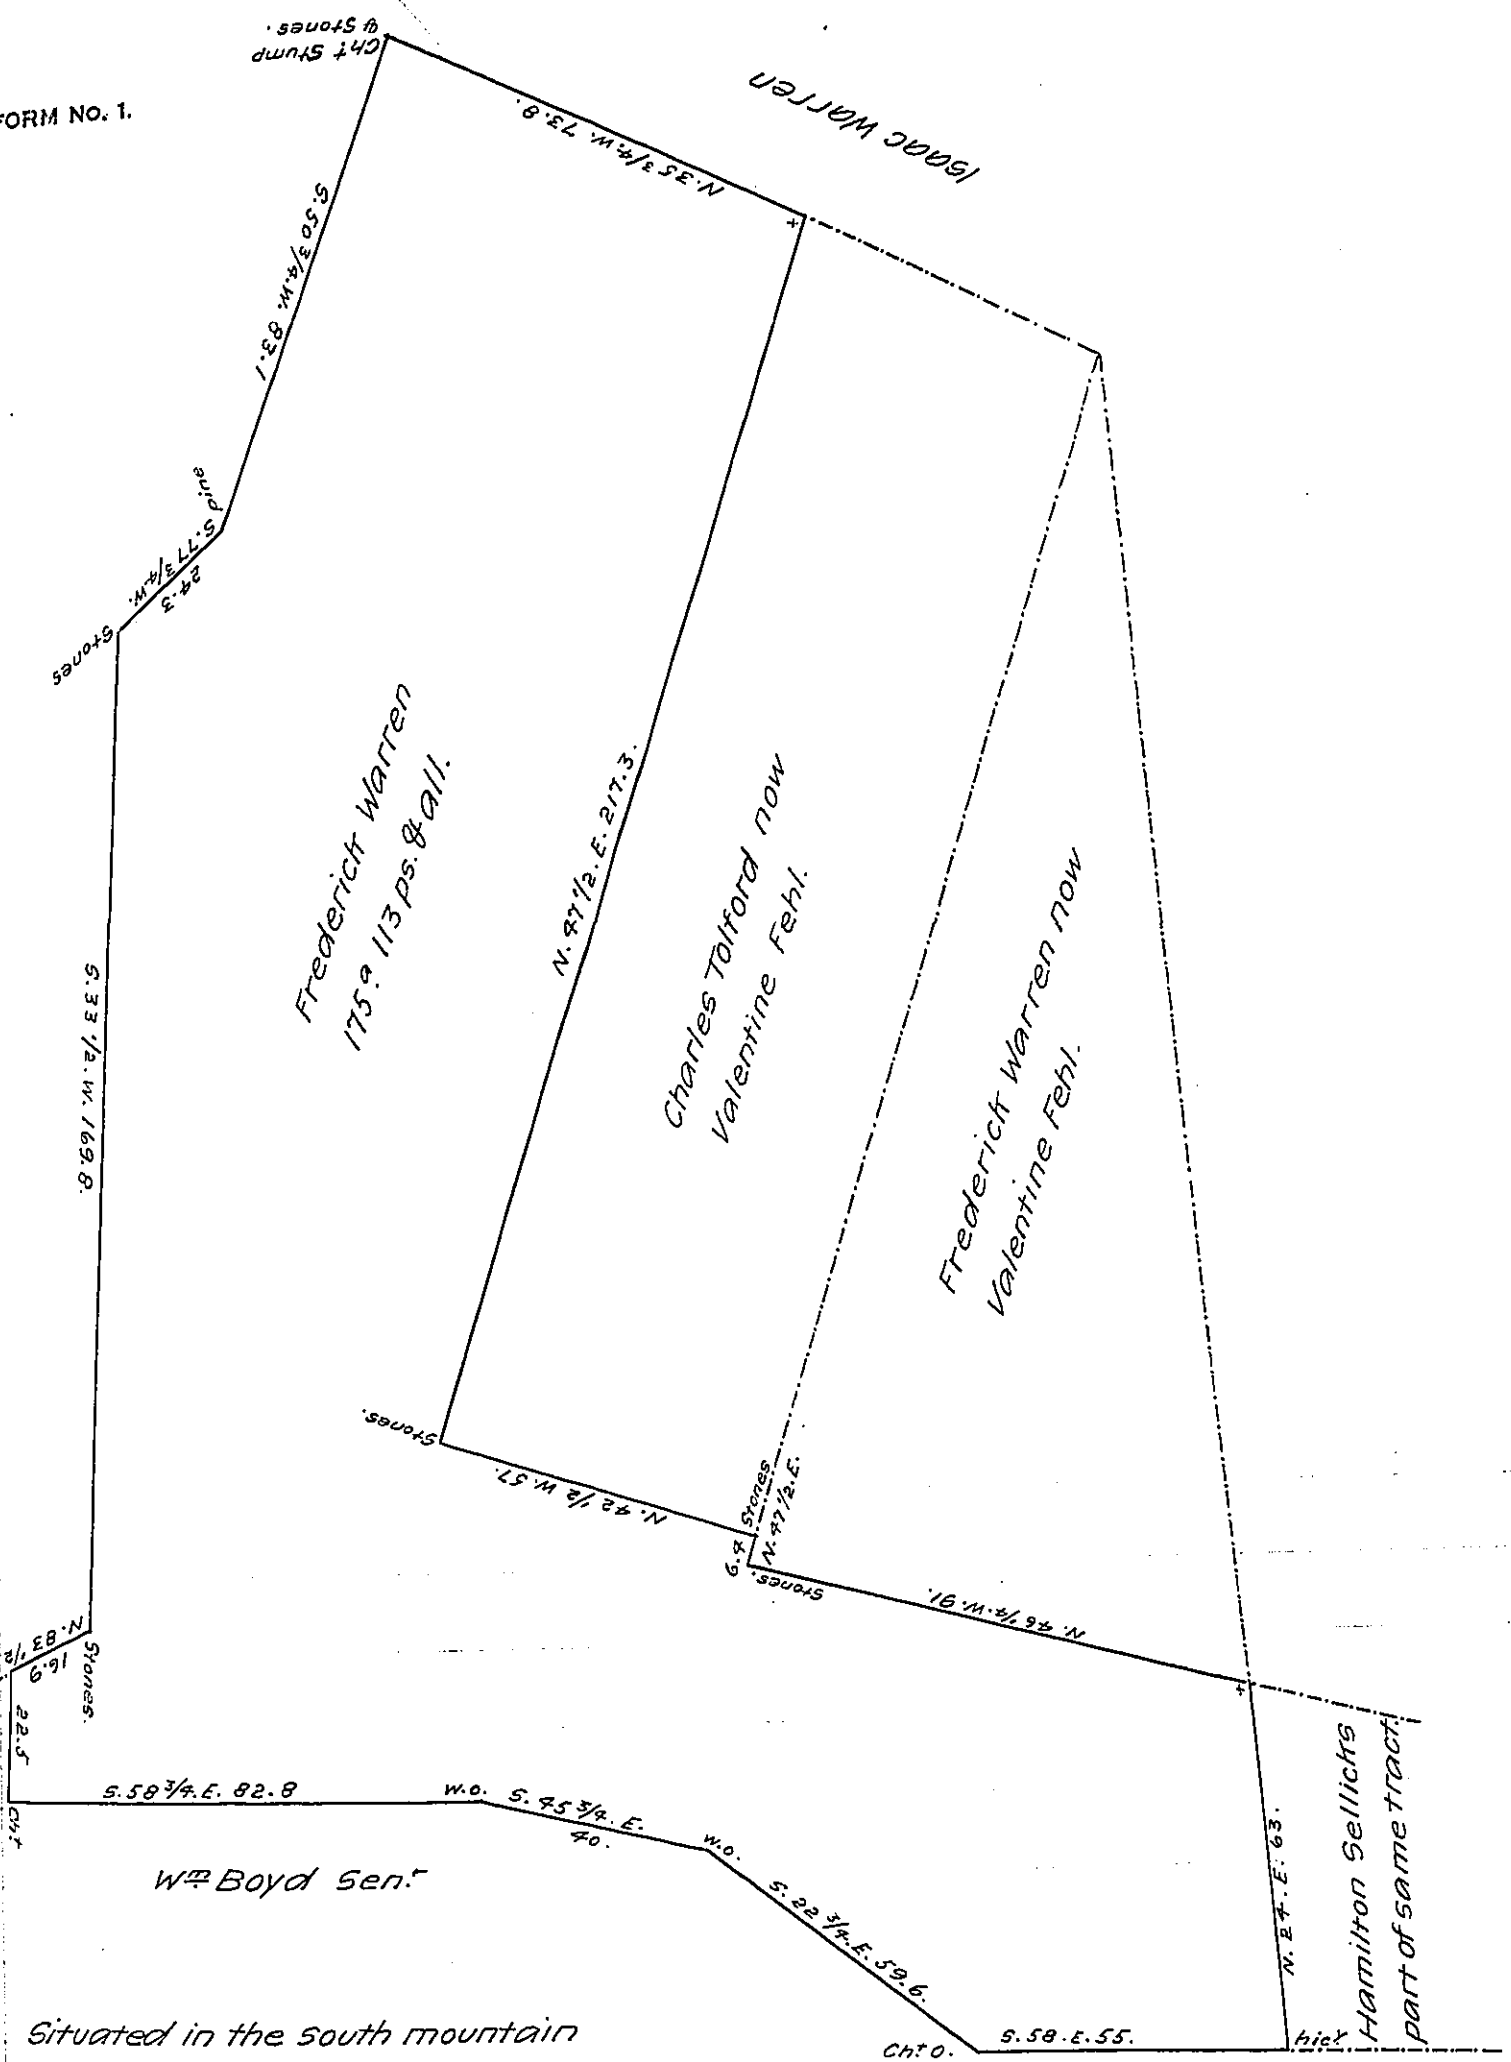 FORM NO. 1.
Cht Stump
& Stones.
Isaac Warren
N. 35 3/4. W. 73.8.
S. 50 3/4. W. 83.1
pine
S. 77 3/4. W.
24.3
Stones
Frederick Warren
175 a 113 ps. & all.
N. 47 1/2. E. 217.3.
Charles Tolford now
Valentine Fehl.
Frederick Warren now
Valentine Fehl.
S. 33 1/2. W. 169.8.
Stones.
N. 42 1/2 W. 57.
Stones
6.4
N. 47 1/2. E.
Stones.
N. 46 1/4. W. 91.
N. 83 1/2
16.9
Stones.
22.5
Cht
S. 58 3/4. E. 82.8
W.O.
S. 45 3/4. E.
40.
W.O.
Wm Boyd Senr
S. 22 3/4. E. 59.6.
N. 24. E. 63.
Hamilton Sellicks
part of same tract.
Situated in the south mountain
Cht O.
S. 58. E. 55.
hicy